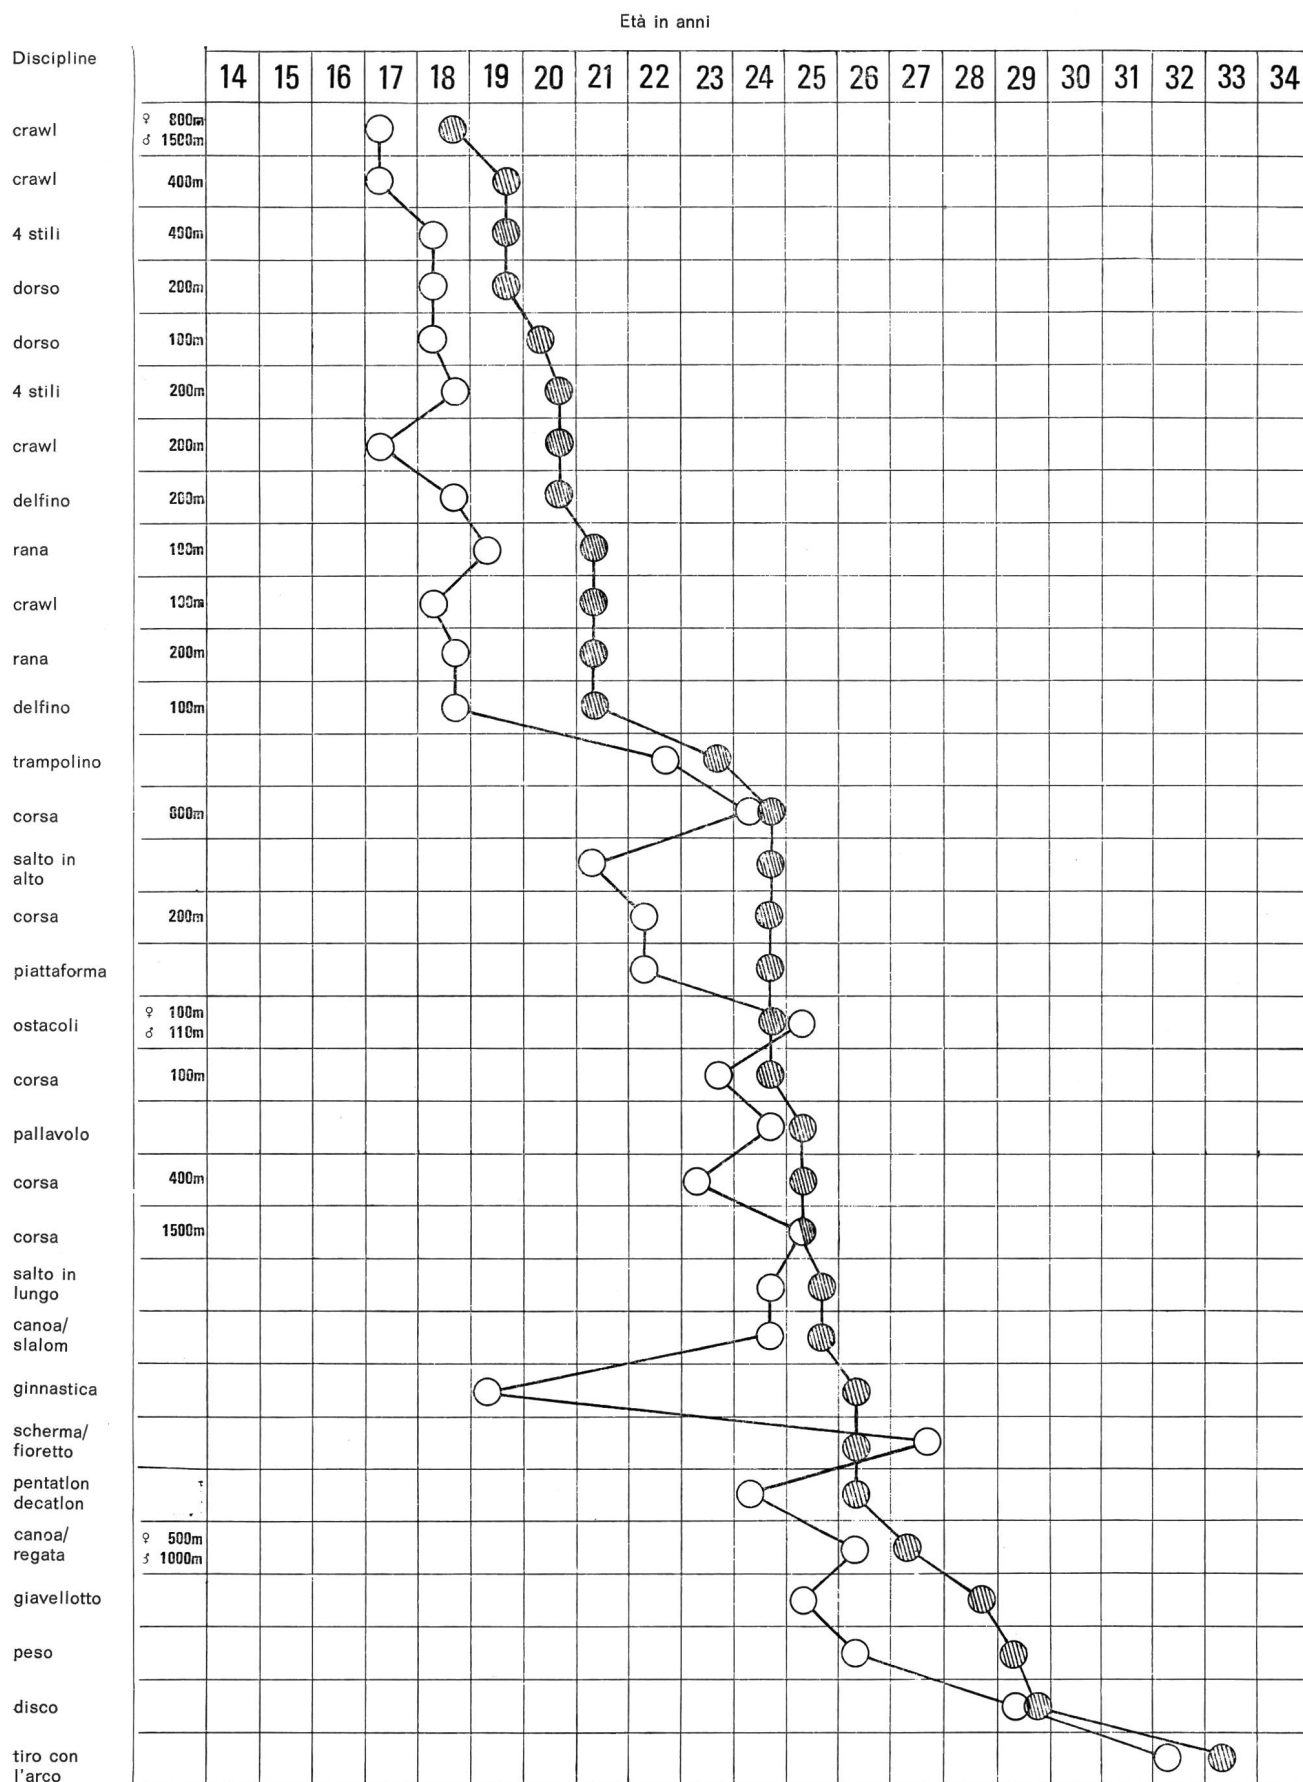 Età in anni
Discipline
14 15 16 17 18 19 20 21 22 23 24 25 26 27 28 29 30 31 32 33 34
crawl ♀ 800m
♂ 1500m
crawl 400m
4 stili 400m
dorso 200m
dorso 100m
4 stili 200m
crawl 200m
delfino 200m
rana 100m
crawl 100m
rana 200m
delfino 100m
trampolino
corsa 800m
salto in
alto
corsa 200m
piattaforma
ostacoli ♀ 100m
♂ 110m
corsa 100m
pallavolo
corsa 400m
corsa 1500m
salto in
lungo
canoa/
slalom
ginnastica
scherma/
fioretto
pentatlon
decatlon
canoa/ ♀ 500m
regata ♂ 1000m
giavellotto
peso
disco
tiro con
l'arco